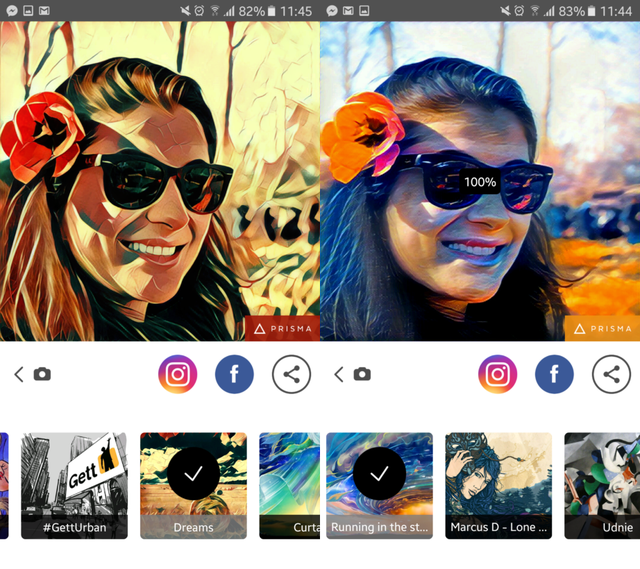 82% 11:45
83% 11:44
100%
PRISMA
PRISMA
f
f
Gett
#GettUrban
Dreams
Curta
Running in the st...
Marcus D - Lone ...
Udnie